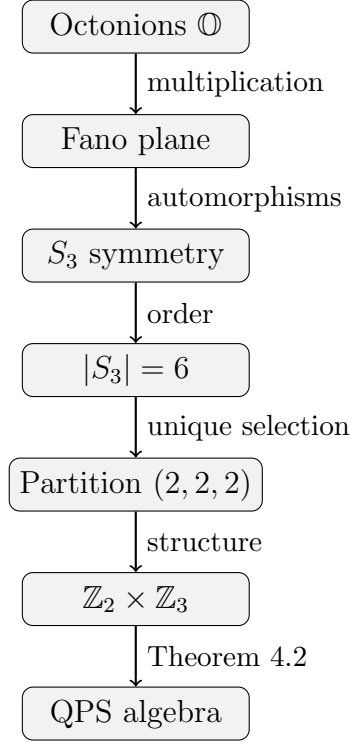 Octonions 𝕆
multiplication
Fano plane
automorphisms
S₃ symmetry
order
|S₃| = 6
unique selection
Partition (2, 2, 2)
structure
ℤ₂ × ℤ₃
Theorem 4.2
QPS algebra